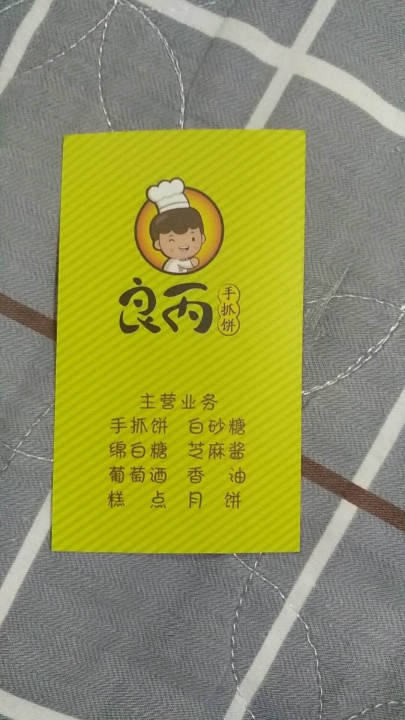 良丙
手抓饼
主营业务
手抓饼 白砂糖
绵白糖 芝麻酱
葡萄酒 香油
糕点 月饼